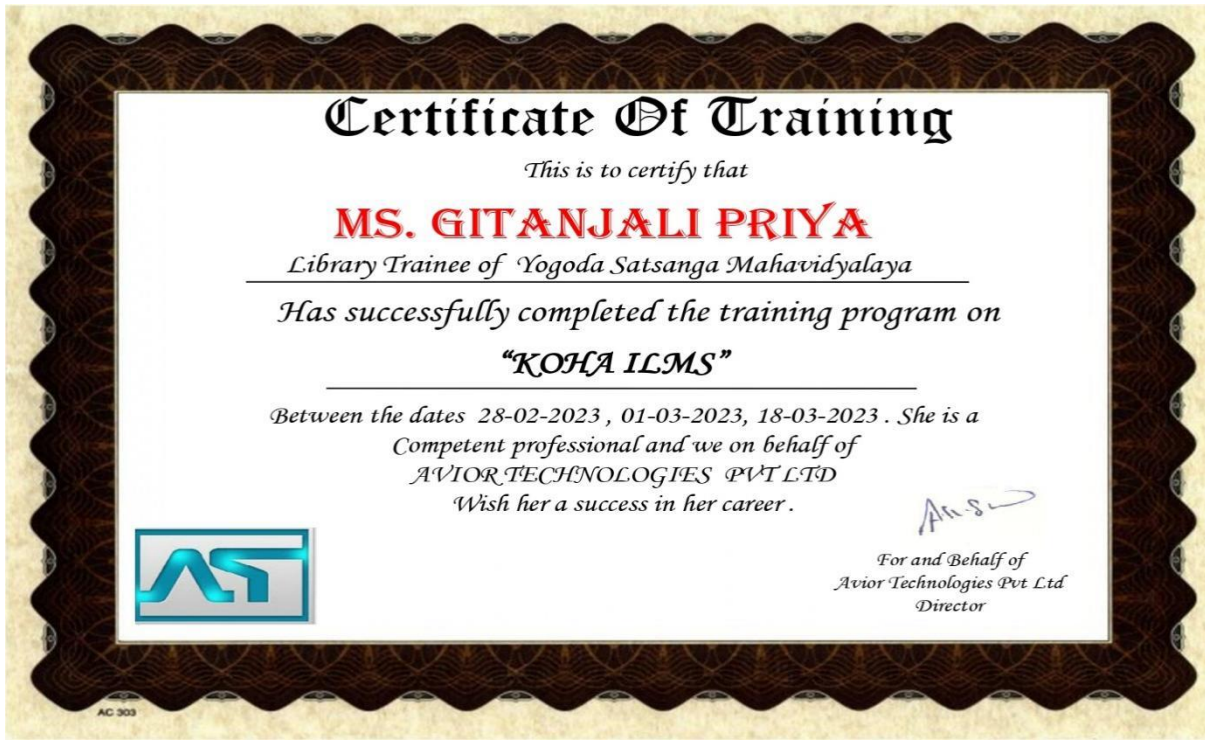 Certificate Of Training
This is to certify that
MS. GITANJALI PRIYA
Library Trainee of Yogoda Satsanga Mahavidyalaya
Has successfully completed the training program on
“KOHA ILMS”
Between the dates 28-02-2023 , 01-03-2023, 18-03-2023 . She is a
Competent professional and we on behalf of
AVIOR TECHNOLOGIES PVT LTD
Wish her a success in her career .
For and Behalf of
Avior Technologies Pvt Ltd
Director
AC 303